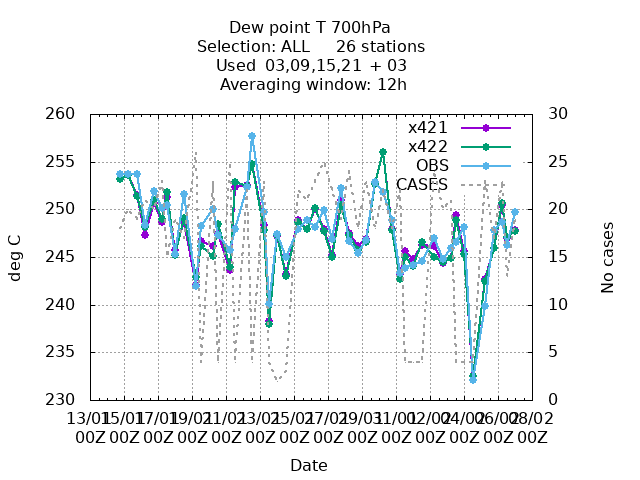 Dew point T 700hPa
Selection: ALL 26 stations
Used 03,09,15,21 + 03
Averaging window: 12h
x421
x422
OBS
CASES
260
255
250
245
240
235
230
deg C
30
25
20
15
10
5
0
No cases
13/01 15/01 17/01 19/01 21/01 23/01 25/01 27/01 29/01 31/01 02/02 04/02 06/02 08/02
00Z 00Z 00Z 00Z 00Z 00Z 00Z 00Z 00Z 00Z 00Z 00Z 00Z 00Z
Date